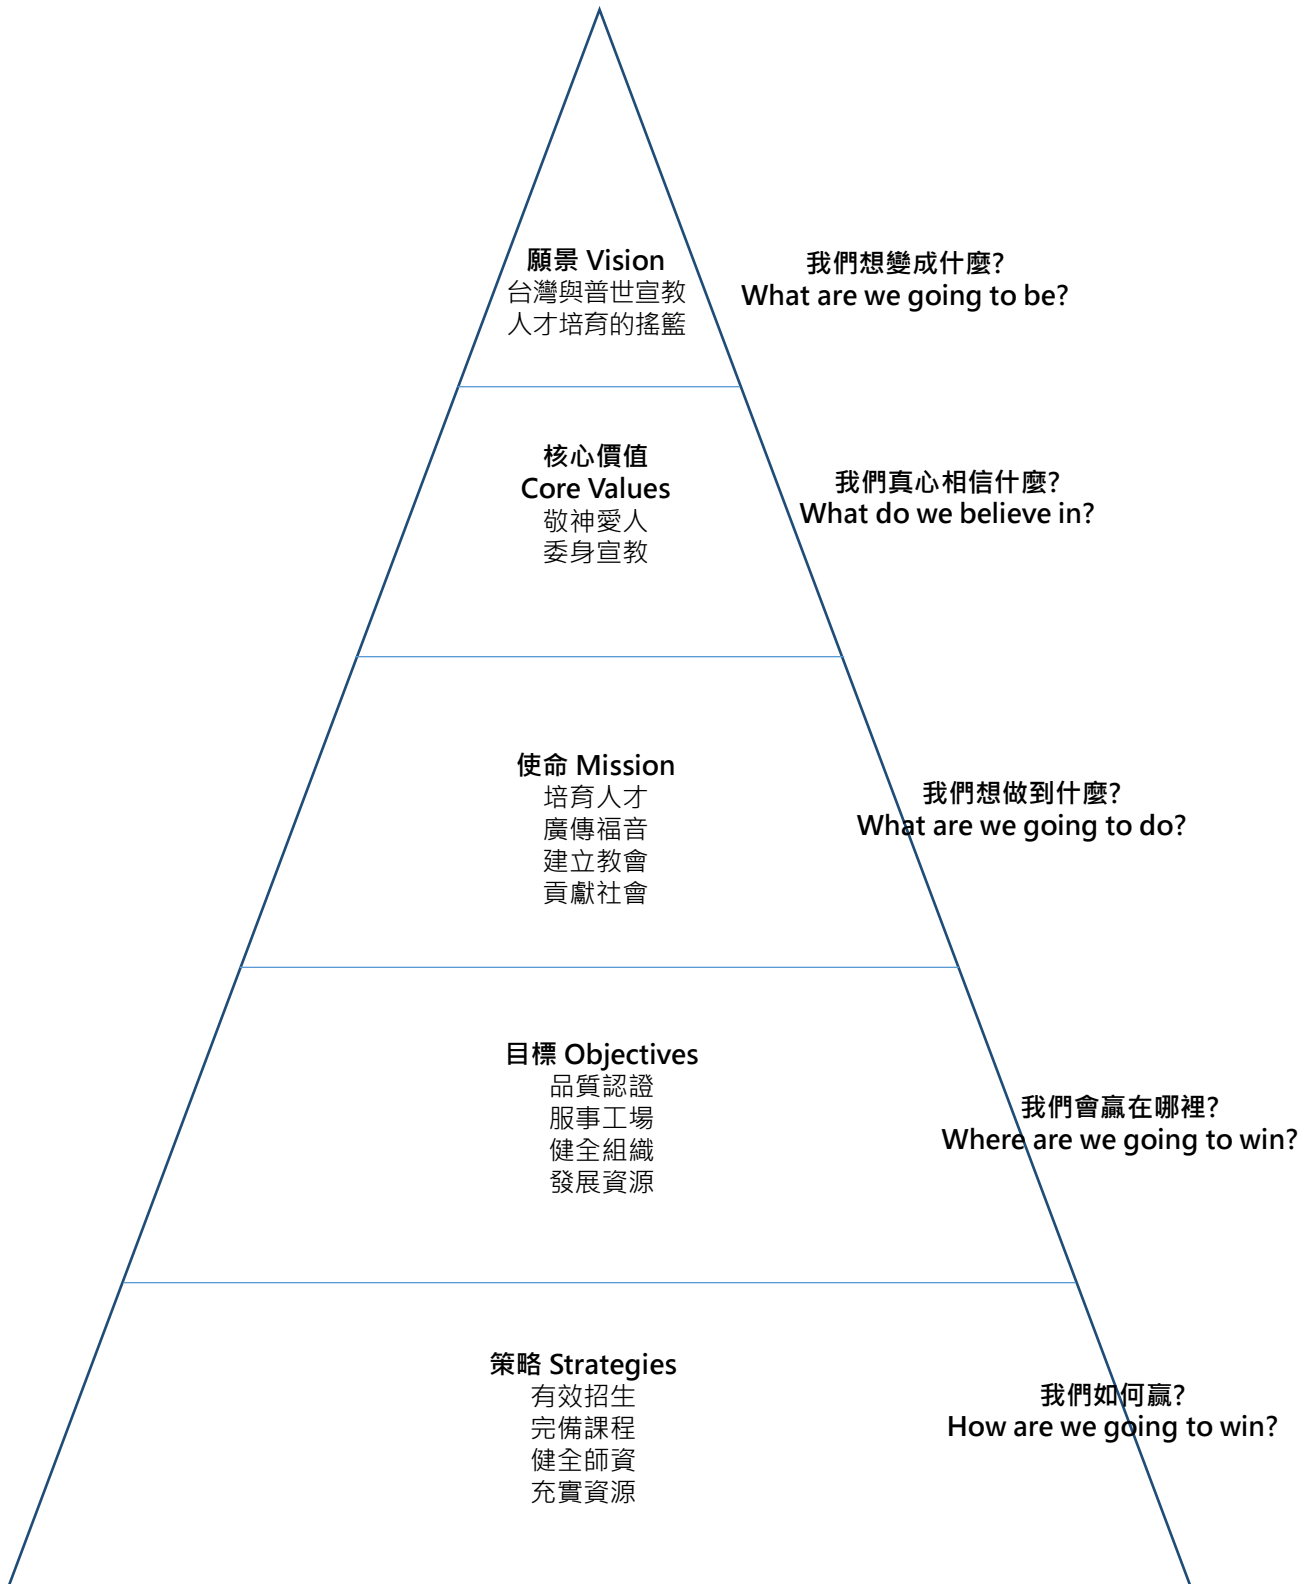 願景 Vision
台灣與普世宣教
人才培育的搖籃
我們想變成什麼?
What are we going to be?
核心價值
Core Values
敬神愛人
委身宣教
我們真心相信什麼?
What do we believe in?
使命 Mission
培育人才
廣傳福音
建立教會
貢獻社會
我們想做到什麼?
What are we going to do?
目標 Objectives
品質認證
服事工場
健全組織
發展資源
我們會贏在哪裡?
Where are we going to win?
策略 Strategies
有效招生
完備課程
健全師資
充實資源
我們如何贏?
How are we going to win?